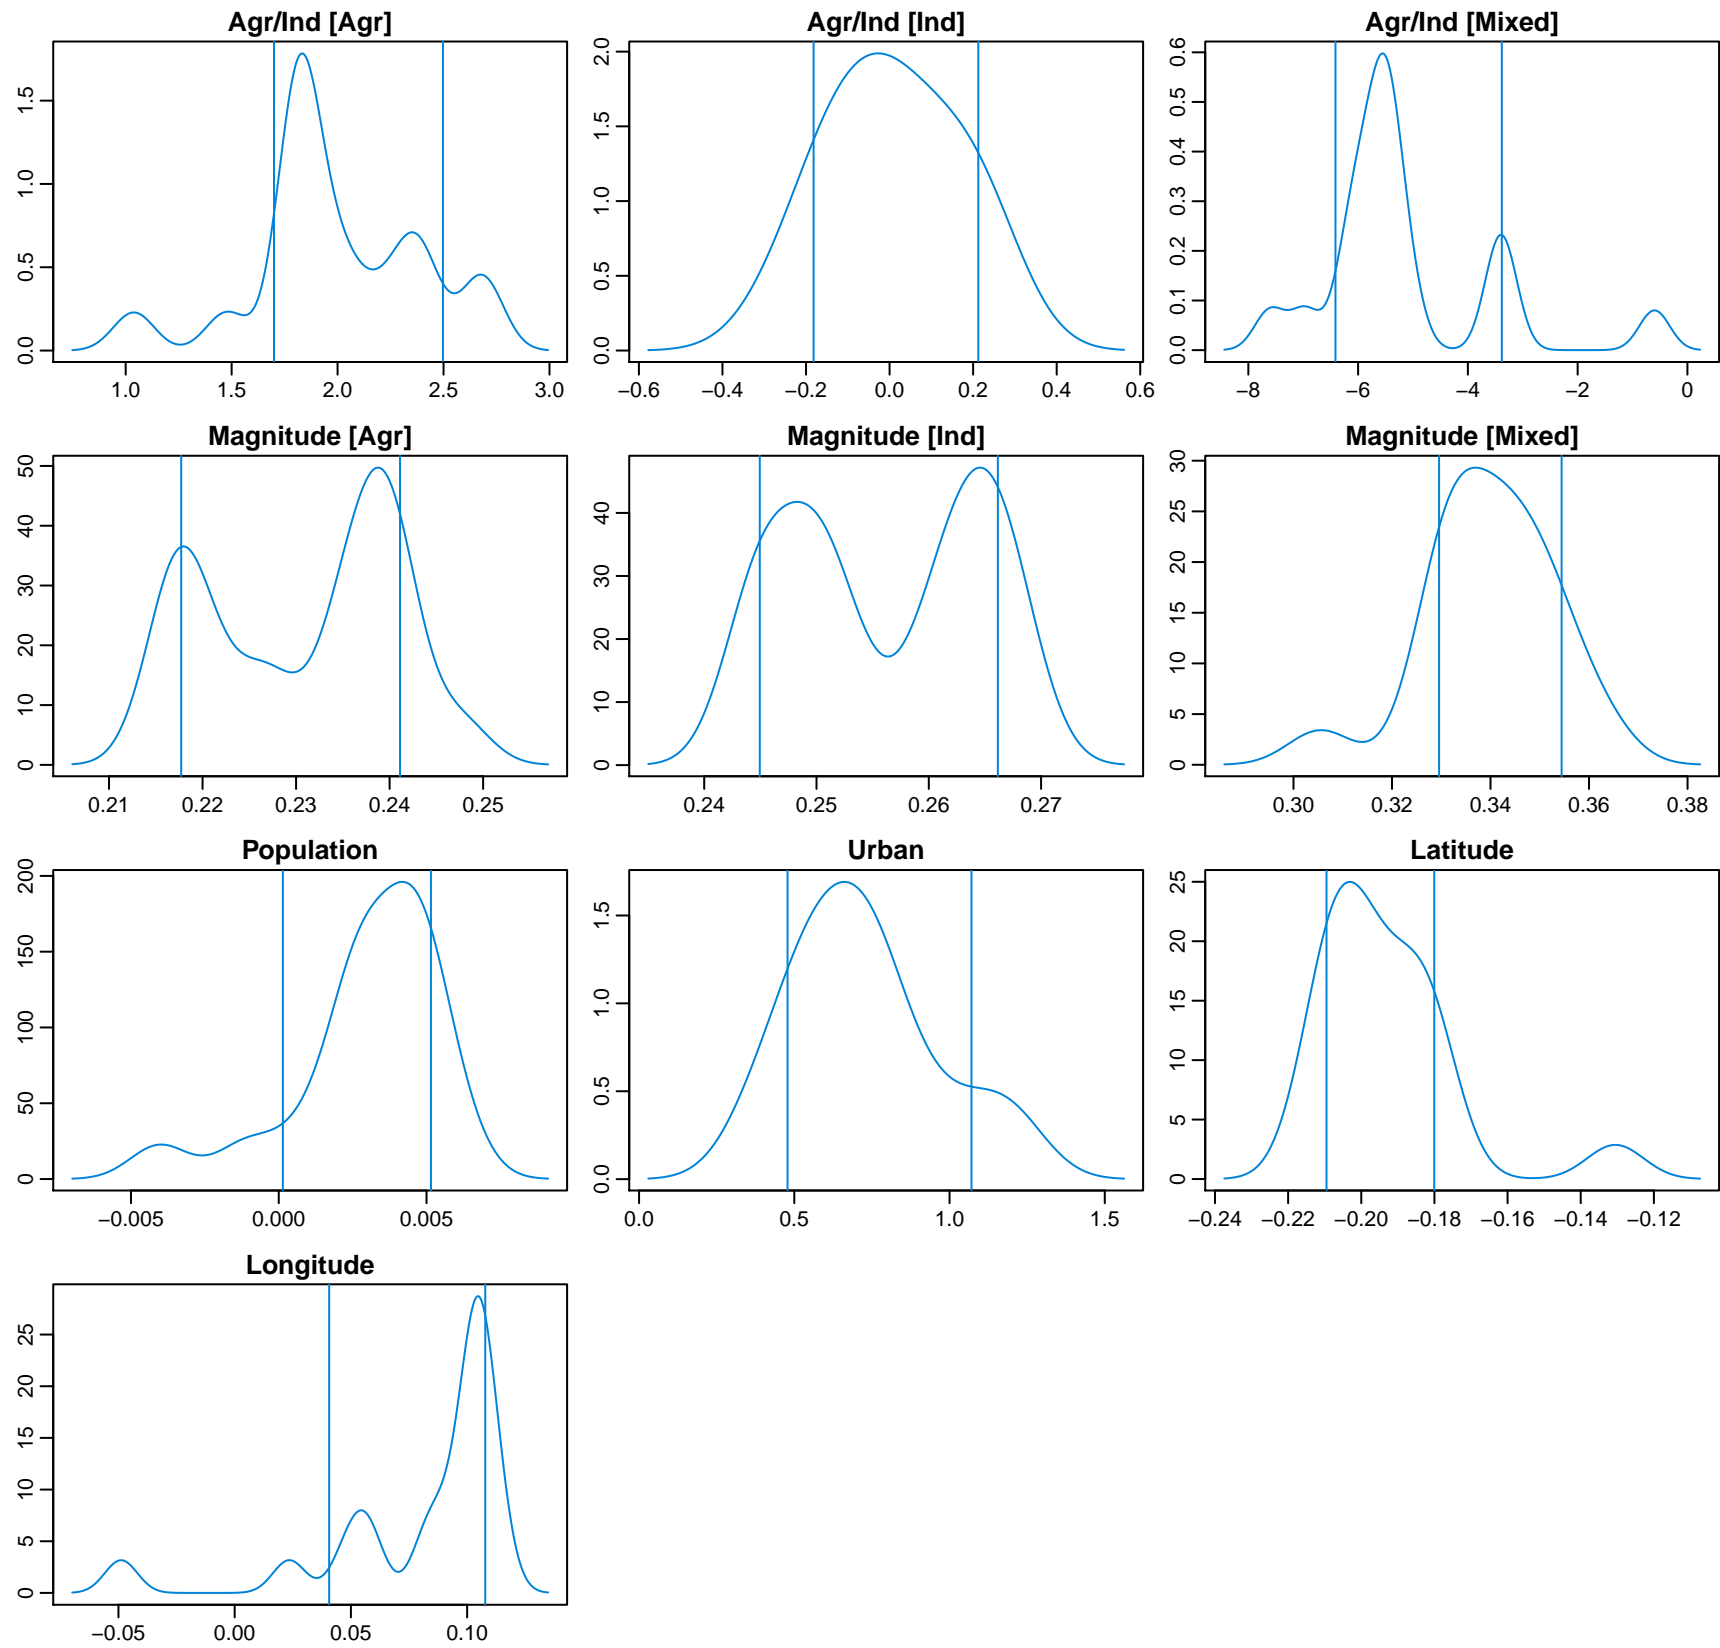 Agr/Ind [Agr] Agr/Ind [Ind] Agr/Ind [Mixed]
0.0 0.5 1.0 1.5
1.0 1.5 2.0 2.5 3.0
0.0 0.5 1.0 1.5 2.0
−0.6 −0.4 −0.2 0.0 0.2 0.4 0.6
0.0 0.1 0.2 0.3 0.4 0.5 0.6
−8 −6 −4 −2 0
Magnitude [Agr] Magnitude [Ind] Magnitude [Mixed]
0 10 20 30 40 50
0.21 0.22 0.23 0.24 0.25
0 10 20 30 40
0.24 0.25 0.26 0.27
0 5 10 15 20 25 30
0.30 0.32 0.34 0.36 0.38
Population Urban Latitude
0 50 100 150 200
−0.005 0.000 0.005
0.0 0.5 1.0 1.5
0.0 0.5 1.0 1.5
0 5 10 15 20 25
−0.24 −0.22 −0.20 −0.18 −0.16 −0.14 −0.12
Longitude
0 5 10 15 20 25
−0.05 0.00 0.05 0.10